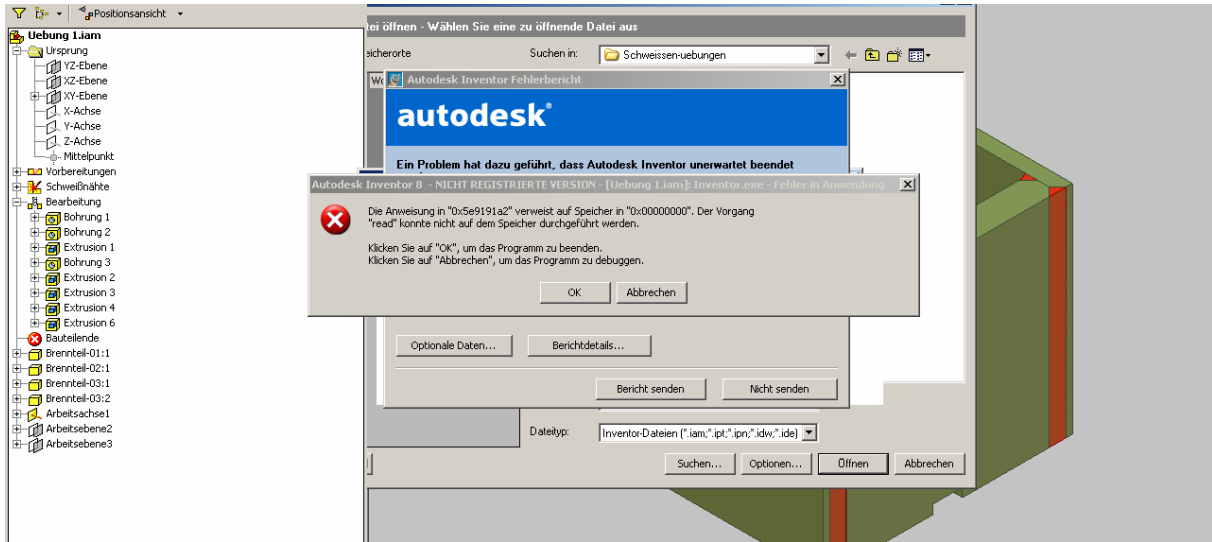 Positionsansicht
Uebung 1.iam
Ursprung
YZ-Ebene
XZ-Ebene
XY-Ebene
X-Achse
Y-Achse
Z-Achse
Mittelpunkt
Vorbereitungen
Schweißnähte
Bearbeitung
Bohrung 1
Bohrung 2
Extrusion 1
Bohrung 3
Extrusion 2
Extrusion 3
Extrusion 4
Extrusion 6
Bauteilende
Brennteil-01:1
Brennteil-02:1
Brennteil-03:1
Brennteil-03:2
Arbeitsachse1
Arbeitsebene2
Arbeitsebene3
tei öffnen - Wählen Sie eine zu öffnende Datei aus
eicherorte
Suchen in:
Schweissen-uebungen
Wo
Autodesk Inventor Fehlerbericht
autodesk®
Ein Problem hat dazu geführt, dass Autodesk Inventor unerwartet beendet
Autodesk Inventor 8 - NICHT REGISTRIERTE VERSION - [Uebung 1.iam]: Inventor.exe - Fehler in Anwendung
Die Anweisung in "0x5e9191a2" verweist auf Speicher in "0x00000000". Der Vorgang
"read" konnte nicht auf dem Speicher durchgeführt werden.
Klicken Sie auf "OK", um das Programm zu beenden.
Klicken Sie auf "Abbrechen", um das Programm zu debuggen.
OK
Abbrechen
Optionale Daten...
Berichtdetails...
Bericht senden
Nicht senden
Dateityp:
Inventor-Dateien (*.iam;*.ipt;*.ipn;*.idw;*.ide)
Suchen...
Optionen...
Öffnen
Abbrechen